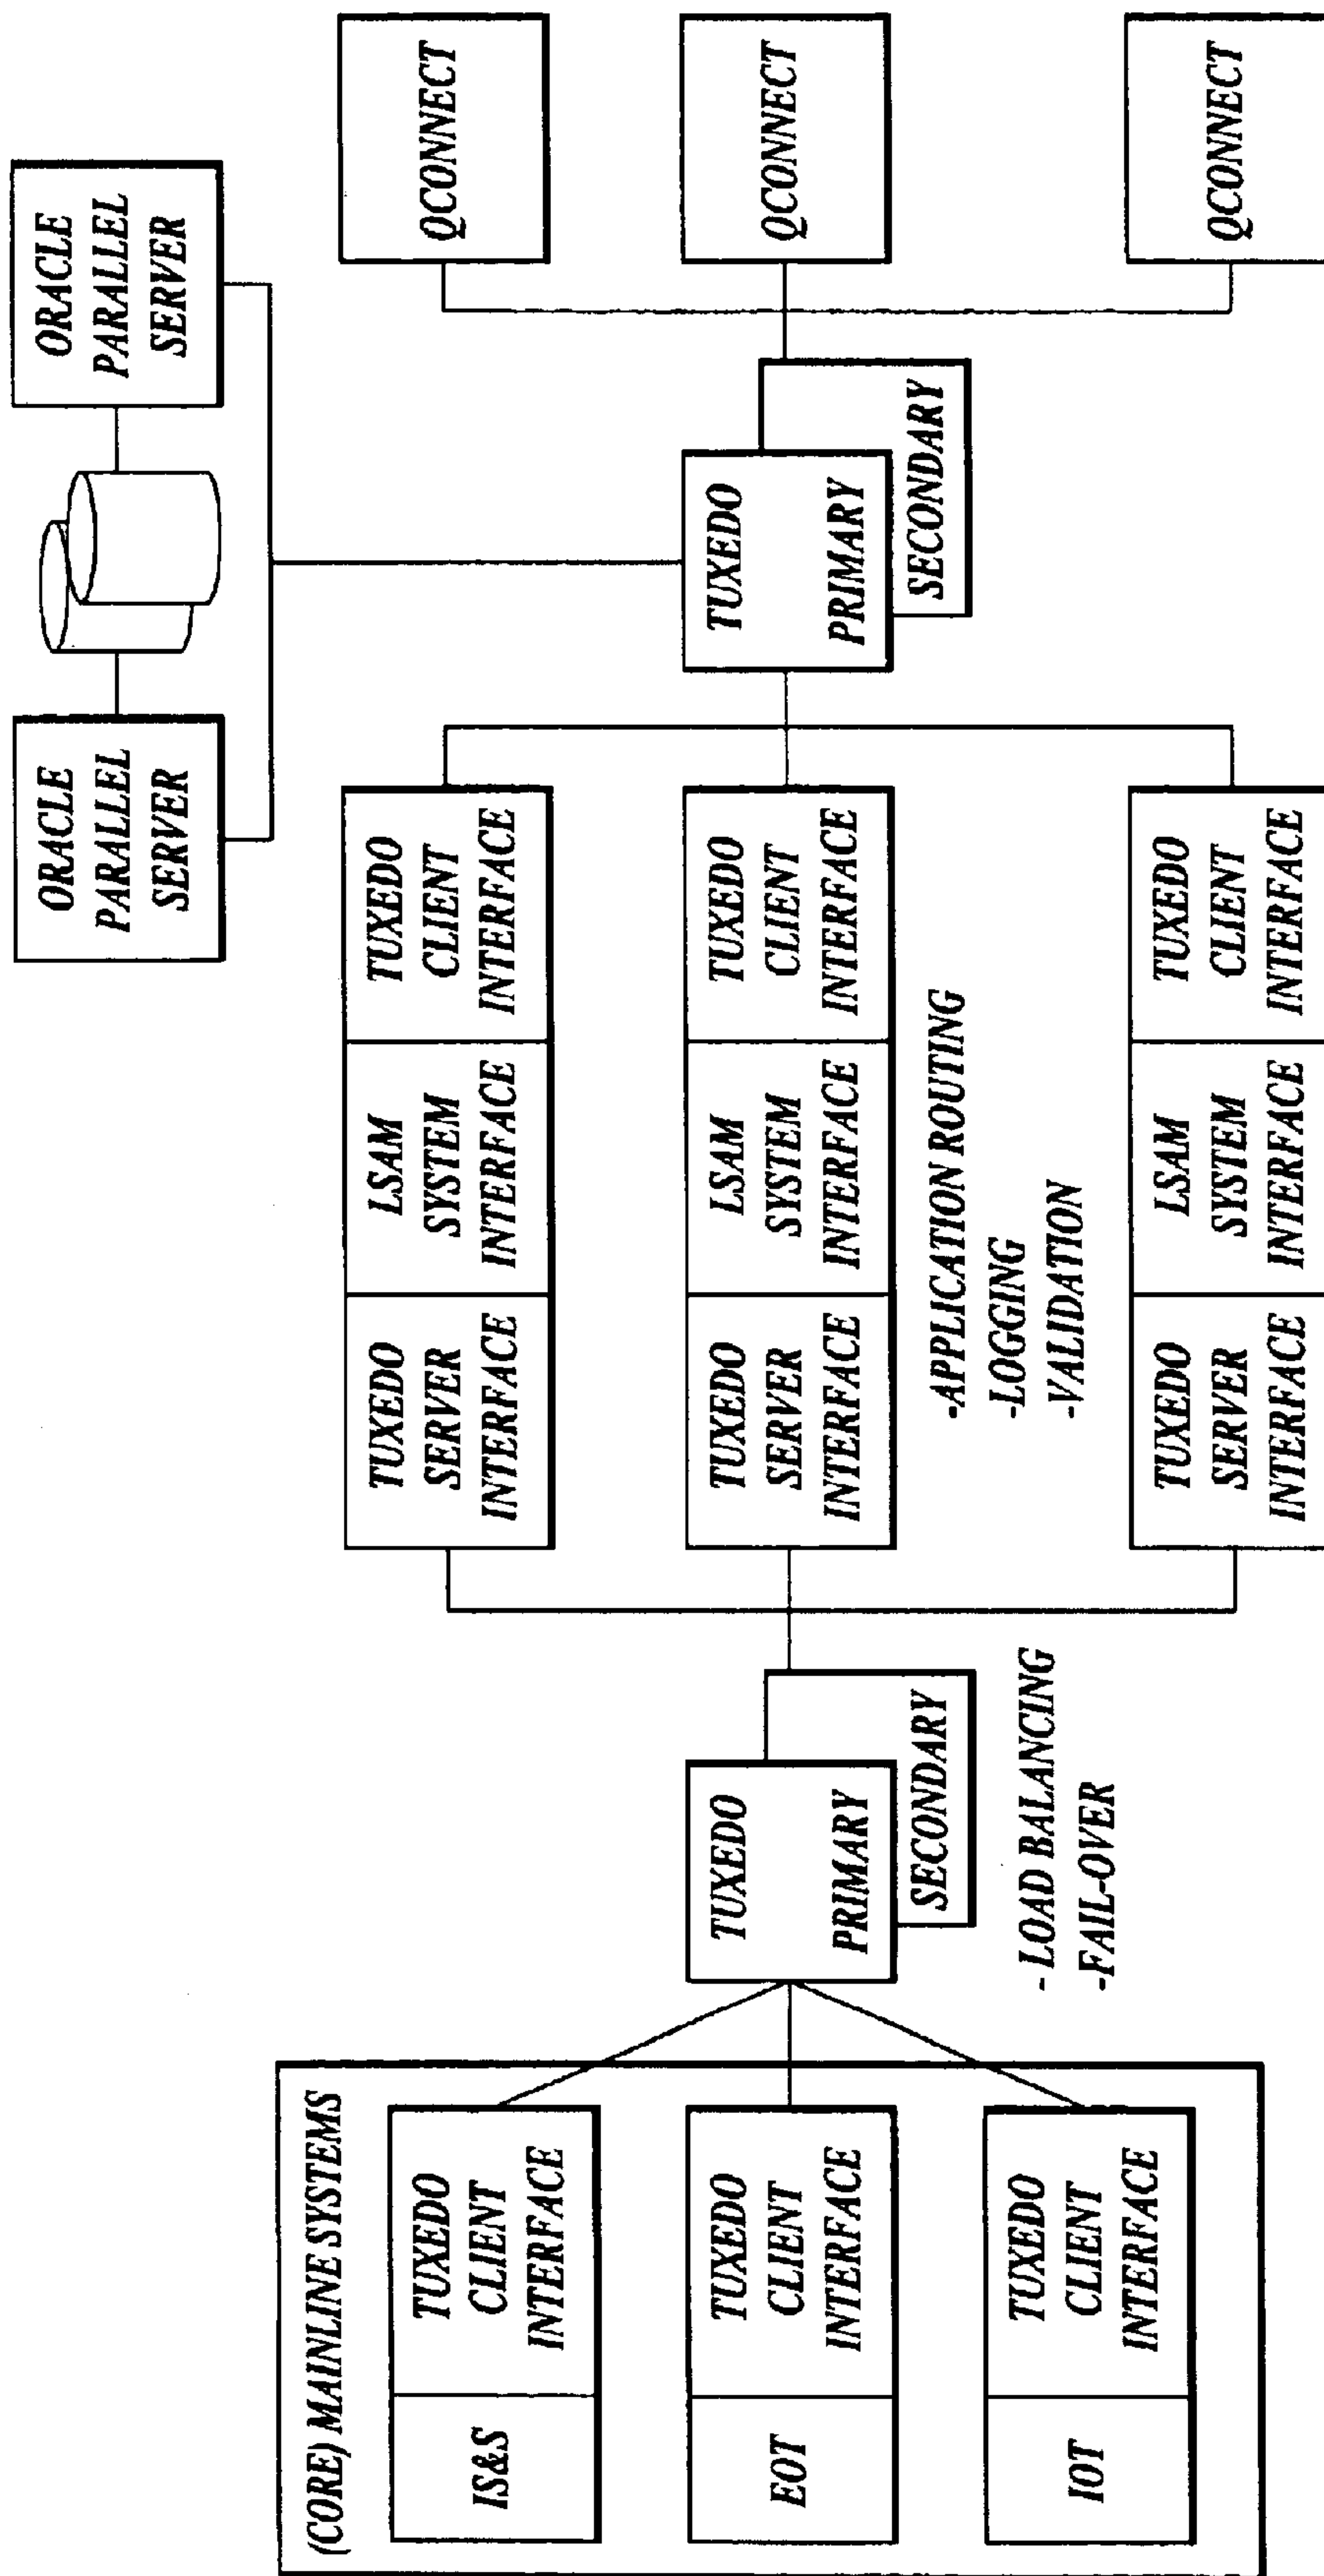 (CORE) MAINLINE SYSTEMS
IS&S
TUXEDO
CLIENT
INTERFACE
EOT
TUXEDO
CLIENT
INTERFACE
IOT
TUXEDO
CLIENT
INTERFACE
TUXEDO
PRIMARY
SECONDARY
- LOAD BALANCING
-FAIL-OVER
TUXEDO
SERVER
INTERFACE
LSAM
SYSTEM
INTERFACE
TUXEDO
CLIENT
INTERFACE
TUXEDO
SERVER
INTERFACE
LSAM
SYSTEM
INTERFACE
TUXEDO
CLIENT
INTERFACE
-APPLICATION ROUTING
-LOGGING
-VALIDATION
TUXEDO
SERVER
INTERFACE
LSAM
SYSTEM
INTERFACE
TUXEDO
CLIENT
INTERFACE
ORACLE
PARALLEL
SERVER
ORACLE
PARALLEL
SERVER
TUXEDO
PRIMARY
SECONDARY
QCONNECT
QCONNECT
QCONNECT